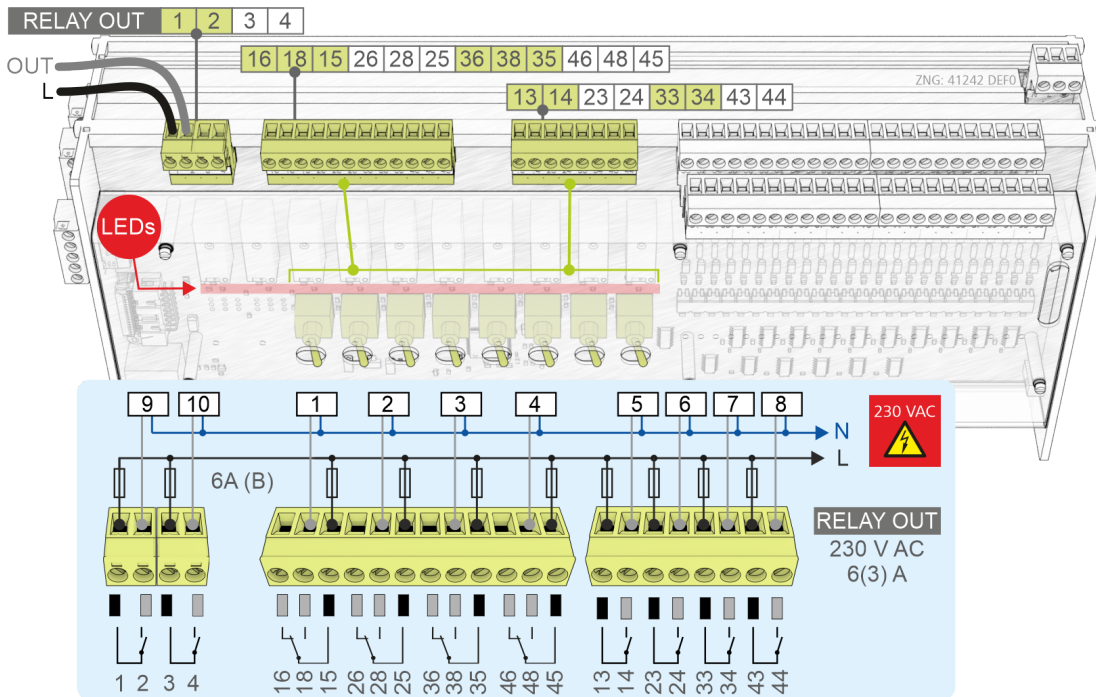 RELAY OUT 1 2 3 4
16 18 15 26 28 25 36 38 35 46 48 45
OUT
L
ZNG: 41242 DEF0
13 14 23 24 33 34 43 44
LEDs
9 10 1 2 3 4 5 6 7 8
230 VAC
N
L
6A (B)
RELAY OUT
230 V AC
6(3) A
1 2 3 4 16 18 15 26 28 25 36 38 35 46 48 45 13 14 23 24 33 34 43 44